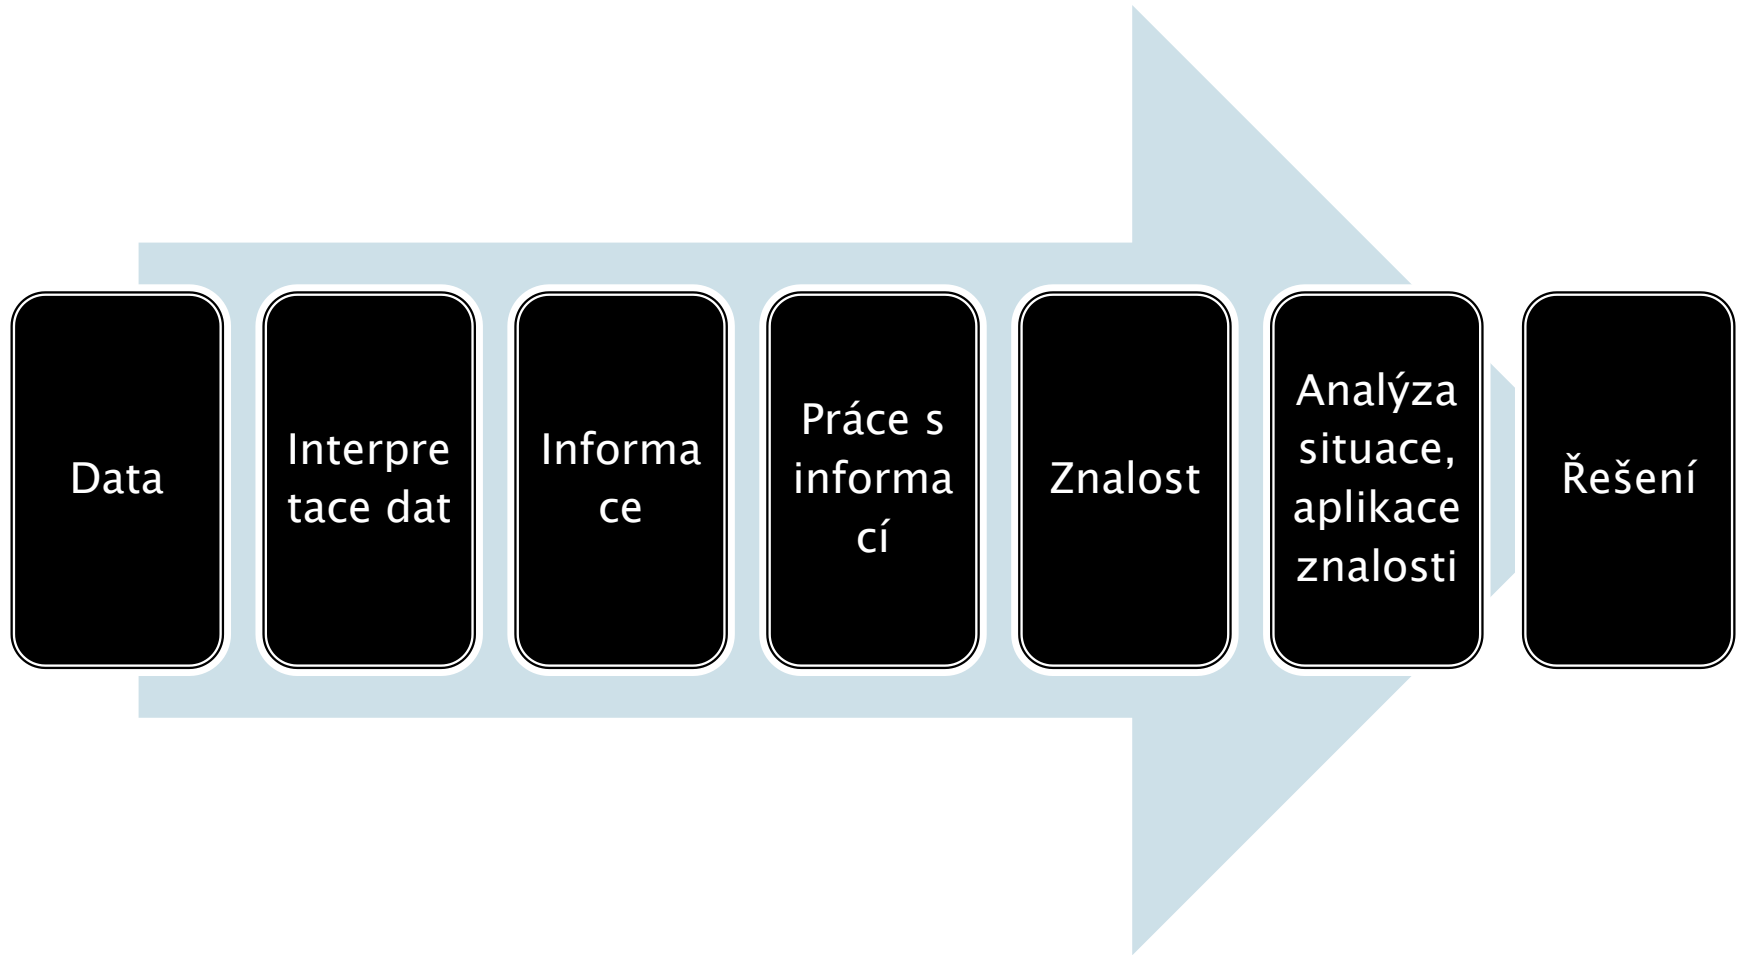 Data
Interpre
tace dat
Informa
ce
Práce s
informa
cí
Znalost
Analýza
situace,
aplikace
znalosti
Řešení